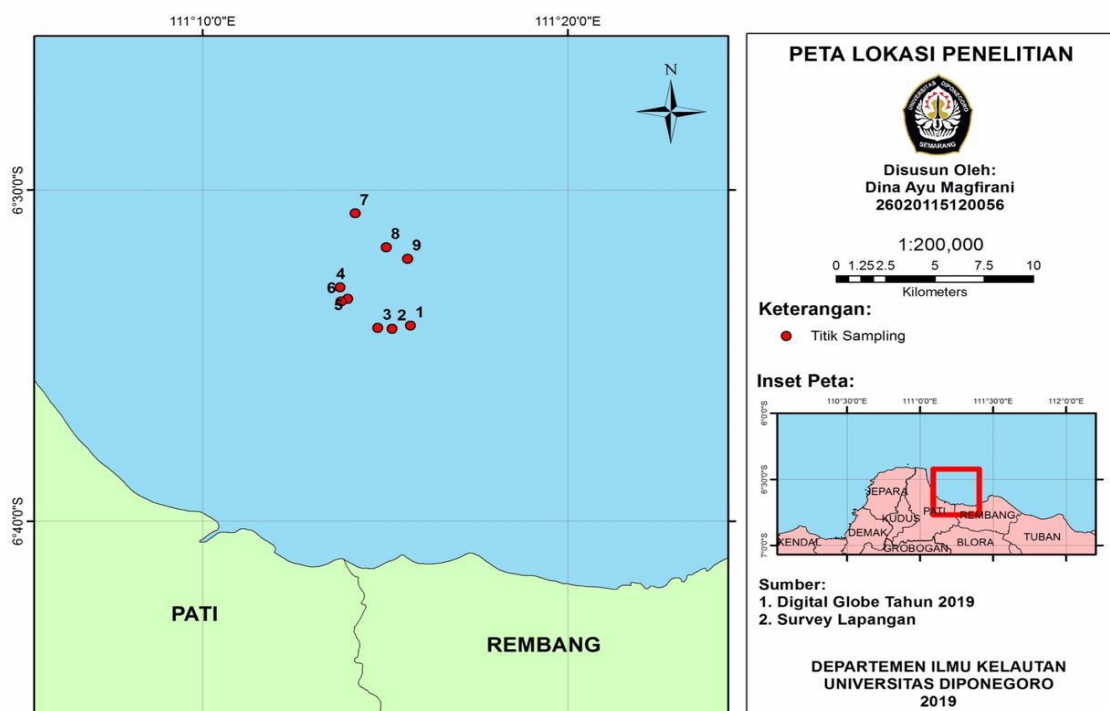 111°10'0"E
111°20'0"E
6°30'0"S
6°40'0"S
N
7
8
9
4
6
5
3
2
1
PATI
REMBANG
PETA LOKASI PENELITIAN
UNIVERSITAS DIPONEGORO
SEMARANG
Disusun Oleh:
Dina Ayu Magfirani
26020115120056
1:200,000
0 1.25 2.5 5 7.5 10
Kilometers
Keterangan:
Titik Sampling
Inset Peta:
110°30'0"E 111°0'0"E 111°30'0"E 112°0'0"E
6°0'0"S
6°30'0"S
7°0'0"S
JEPARA
PATI
REMBANG
KUDUS
DEMAK
TUBAN
KENDAL
GROBOGAN
BLORA
Sumber:
1. Digital Globe Tahun 2019
2. Survey Lapangan
DEPARTEMEN ILMU KELAUTAN
UNIVERSITAS DIPONEGORO
2019